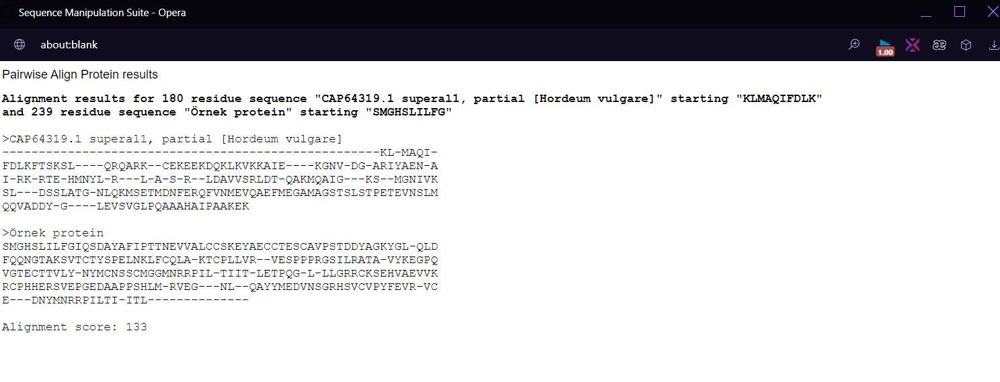 Sequence Manipulation Suite - Opera
about:blank
1.00
Pairwise Align Protein results
Alignment results for 180 residue sequence "CAP64319.1 superal1, partial [Hordeum vulgare]" starting "KLMAQIFDLK"
and 239 residue sequence "Örnek protein" starting "SMGHSLILFG"
>CAP64319.1 superal1, partial [Hordeum vulgare]
----------------------------------------------------KL-MAQI-
FDLKFTSKSL----QRQARK--CEKEEKDQKLKVKKAIE----KGNV-DG-ARIYAEN-A
I-RK-RTE-HMNYL-R---L-A-S-R--LDAVVSRLDT-QAKMQAIG---KS--MGNIVK
SL---DSSLATG-NLQKMSETMDNFERQFVNMEVQAEFMEGAMAGSTSLSTPETEVNSLM
QQVADDY-G----LEVSVGLPQAAAHAIPAAKEK
>Örnek protein
SMGHSLILFGIQSDAYAFIPTTNEVVALCCSKEYAECCTESCAVPSTDDYAGKYGL-QLD
FQQNGTAKSVTCTYSPELNKLFCQLA-KTCPLLVR--VESPPPRGSILRATA-VYKEGPQ
VGTECTTVLY-NYMCNSSCMGGMNRRPIL-TIIT-LETPQG-L-LLGRRCKSEHVAEVVK
RCPHHERSVEPGEDAAPPSHLM-RVEG---NL--QAYYMEDVNSGRHSVCVPYFEVR-VC
E---DNYMNRRPILTI-ITL--------------
Alignment score: 133